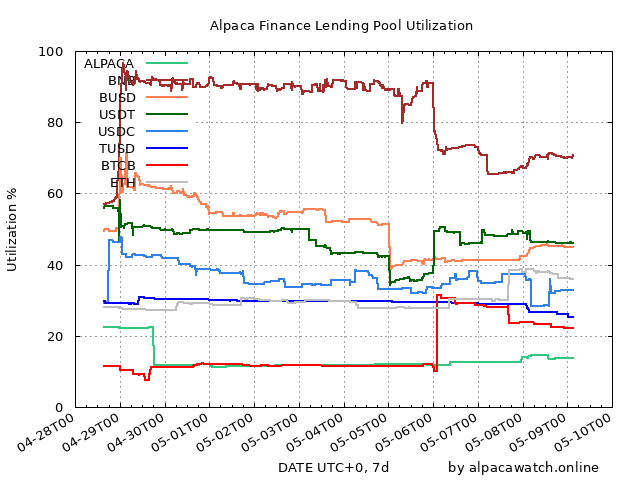 Alpaca Finance Lending Pool Utilization
100
80
60
40
20
0
Utilization %
ALPACA
BNB
BUSD
USDT
USDC
TUSD
BTCB
ETH
04-28T00
04-29T00
04-30T00
05-01T00
05-02T00
05-03T00
05-04T00
05-05T00
05-06T00
05-07T00
05-08T00
05-09T00
05-10T00
DATE UTC+0, 7d
by alpacawatch.online